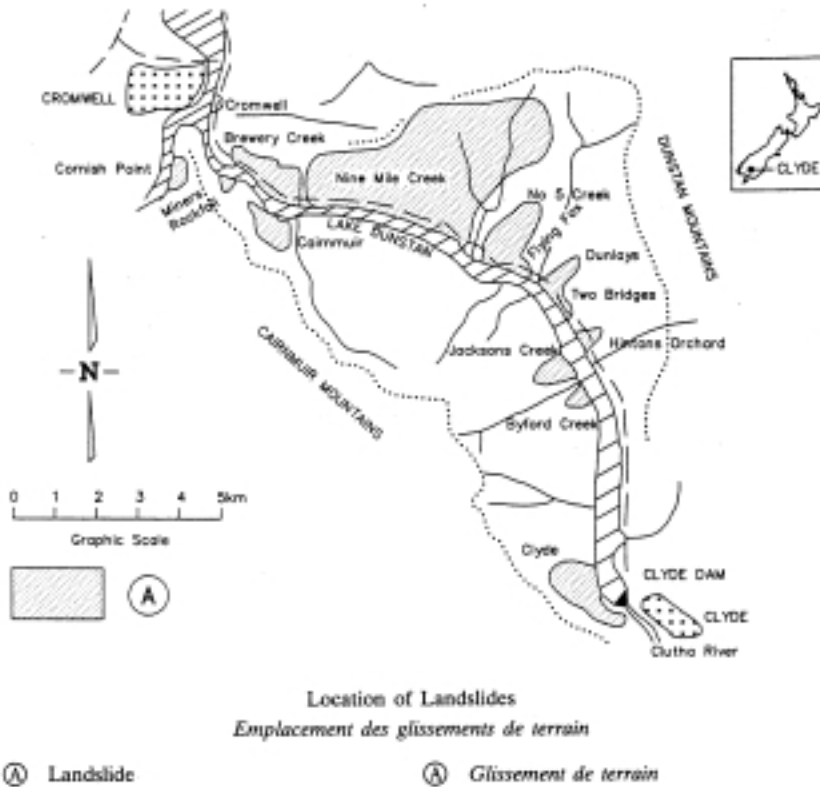 CROMWELL
Cromwell
Brewery Creek
Cornish Point
Miners Rockfall
Nine Mile Creek
No 5 Creek
Flying Fox
DUNSTAN MOUNTAINS
CLYDE
LAKE DUNSTAN
Cairnmuir
Dunlays
Two Bridges
Jacksons Creek
Hintons Orchard
CAIRNMUIR MOUNTAINS
Byford Creek
N
0 1 2 3 4 5km
Graphic Scale
A
Clyde
CLYDE DAM
CLYDE
Clutha River
Location of Landslides
Emplacement des glissements de terrain
A Landslide
A Glissement de terrain